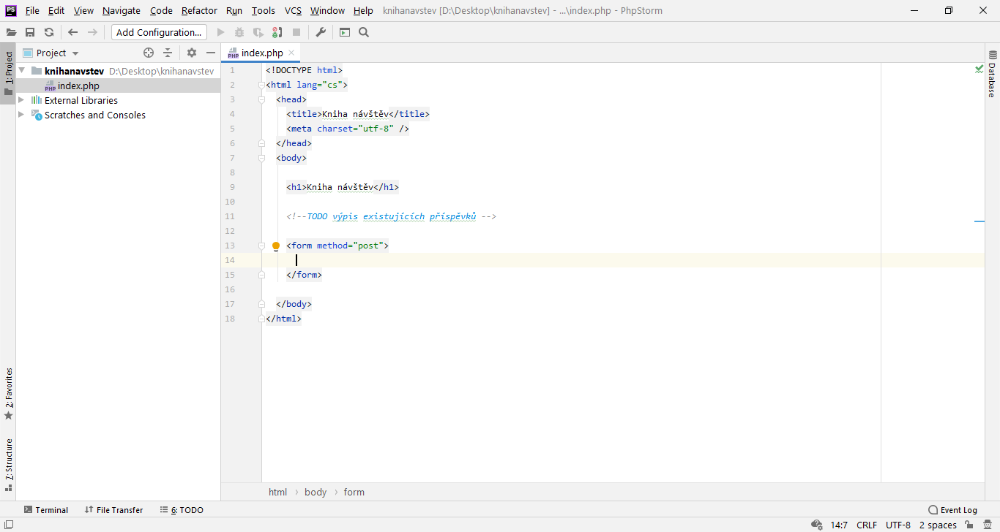 PS File Edit View Navigate Code Refactor Run Tools VCS Window Help knihanavstev [D:\Desktop\knihanavstev] - ...\index.php - PhpStorm
Add Configuration...
1: Project
Project
PHP index.php
Database
knihanavstev D:\Desktop\knihanavstev
PHP index.php
External Libraries
Scratches and Consoles
1 <!DOCTYPE html>
2 <html lang="cs">
3 <head>
4 <title>Kniha návštěv</title>
5 <meta charset="utf-8" />
6 </head>
7 <body>
8
9 <h1>Kniha návštěv</h1>
10
11 <!--TODO výpis existujících příspěvků -->
12
13 <form method="post">
14
15 </form>
16
17 </body>
18 </html>
2: Favorites
7: Structure
html › body › form
Terminal File Transfer 6: TODO Event Log
14:7 CRLF UTF-8 2 spaces